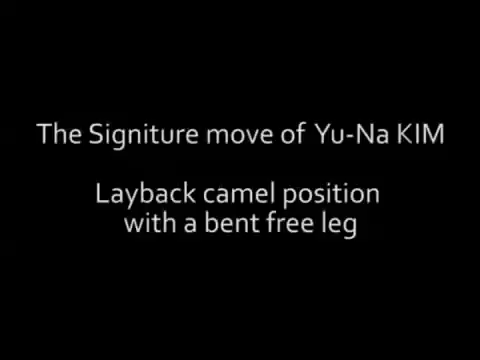 The Signiture move of Yu-Na KIM
Layback camel position
with a bent free leg